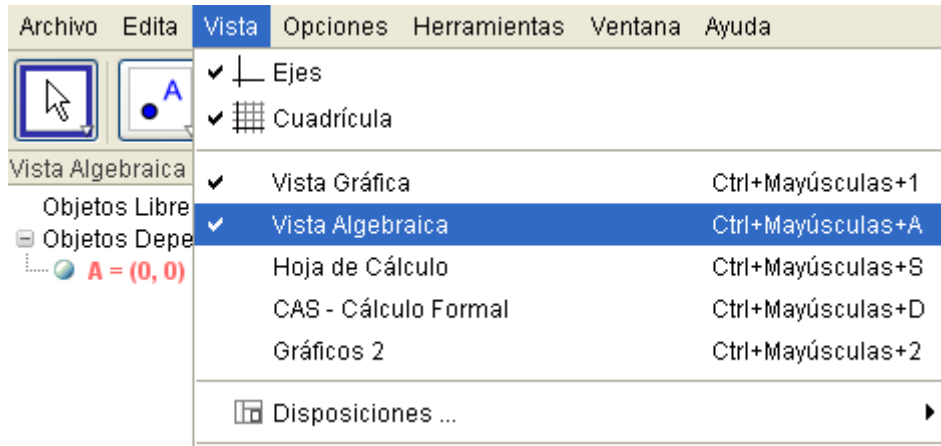 Archivo Edita Vista Opciones Herramientas Ventana Ayuda
A
Ejes
Cuadrícula
Vista Algebraica
Vista Gráfica Ctrl+Mayúsculas+1
Objetos Libre
Vista Algebraica Ctrl+Mayúsculas+A
Objetos Depe
A = (0, 0)
Hoja de Cálculo Ctrl+Mayúsculas+S
CAS - Cálculo Formal Ctrl+Mayúsculas+D
Gráficos 2 Ctrl+Mayúsculas+2
Disposiciones ...